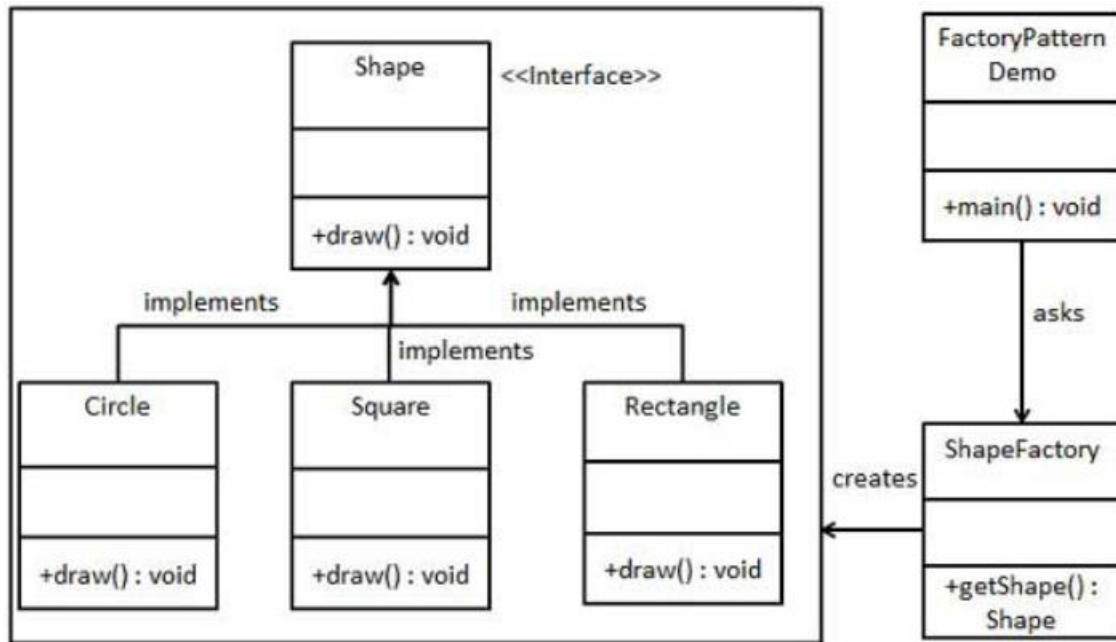 Shape
<<Interface>>
+draw() : void
implements
implements
implements
Circle
+draw() : void
Square
+draw() : void
Rectangle
+draw() : void
FactoryPattern
Demo
+main() : void
asks
ShapeFactory
+getShape() :
Shape
creates